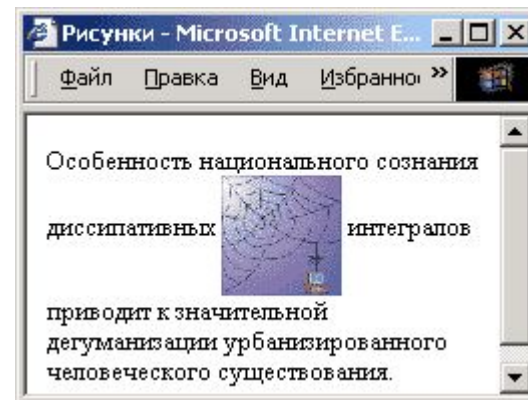 Рисунки - Microsoft Internet E...
Файл Правка Вид Избранно »
Особенность национального сознания
диссипативных интегралов
приводит к значительной
дегуманизации урбанизированного
человеческого существования.